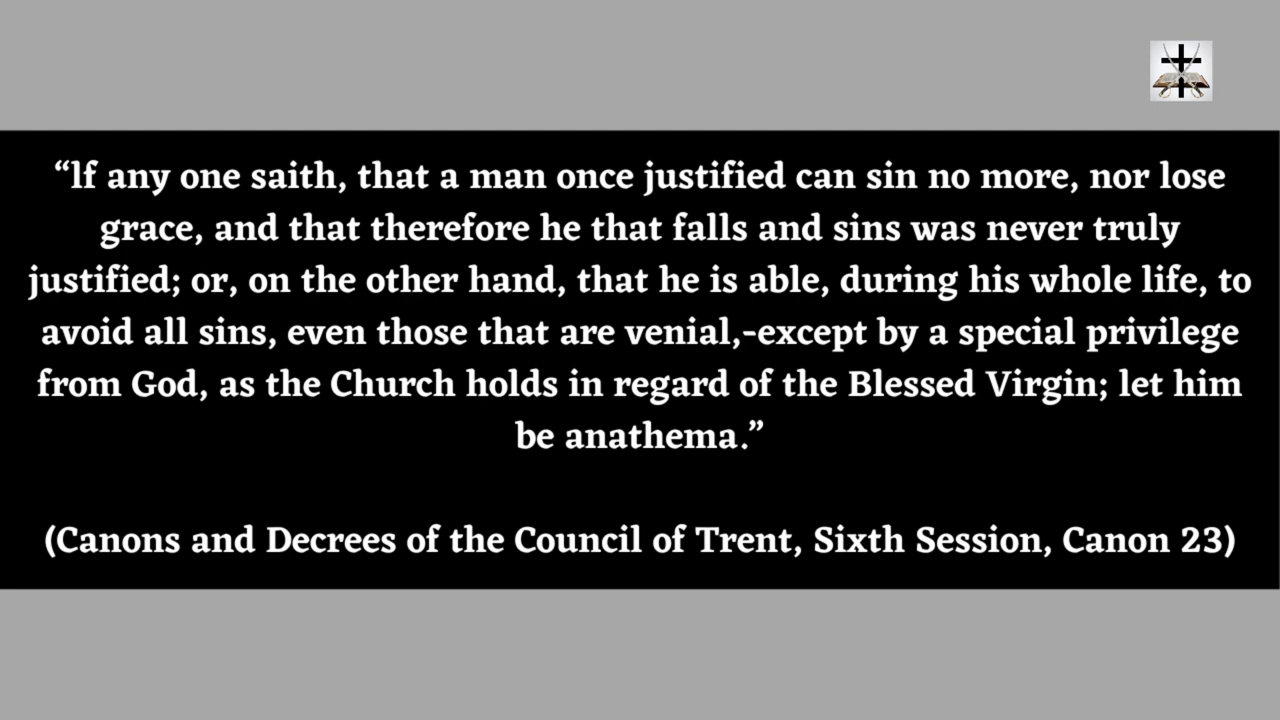 “lf any one saith, that a man once justified can sin no more, nor lose
grace, and that therefore he that falls and sins was never truly
justified; or, on the other hand, that he is able, during his whole life, to
avoid all sins, even those that are venial,-except by a special privilege
from God, as the Church holds in regard of the Blessed Virgin; let him
be anathema.”
(Canons and Decrees of the Council of Trent, Sixth Session, Canon 23)